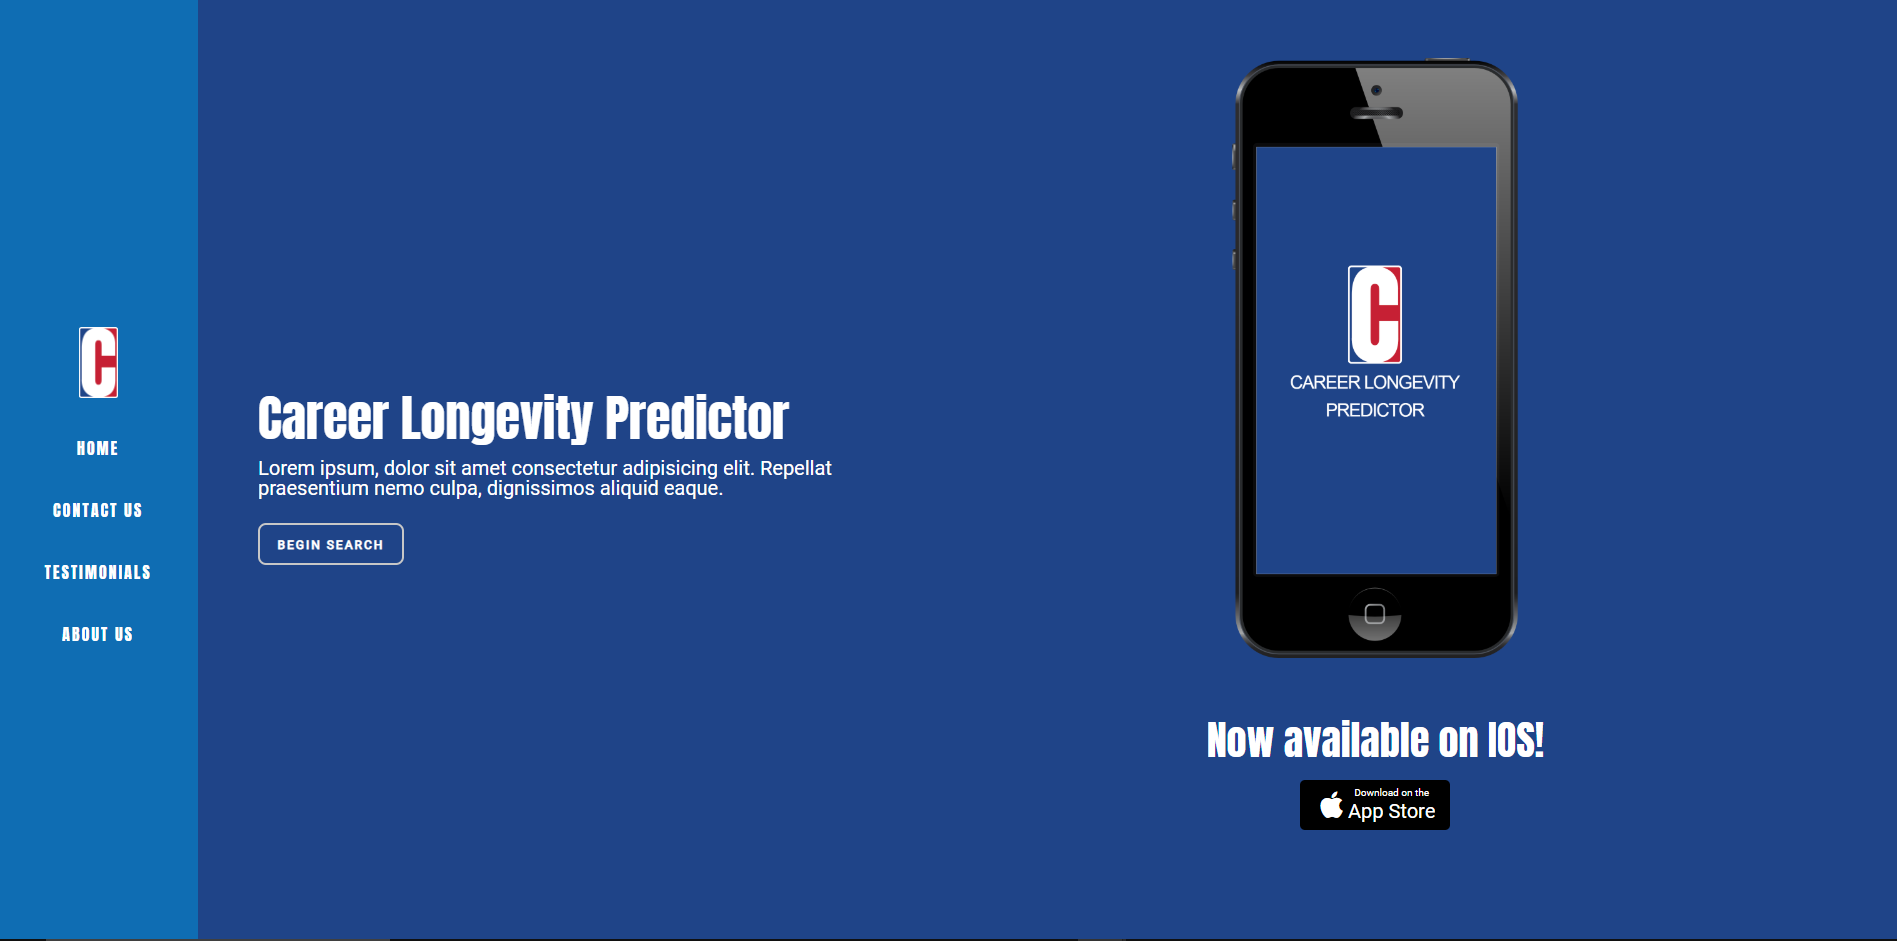 C
HOME
CONTACT US
TESTIMONIALS
ABOUT US
Career Longevity Predictor
Lorem ipsum, dolor sit amet consectetur adipisicing elit. Repellat
praesentium nemo culpa, dignissimos aliquid eaque.
BEGIN SEARCH
C
CAREER LONGEVITY
PREDICTOR
Now available on IOS!
Download on the
App Store